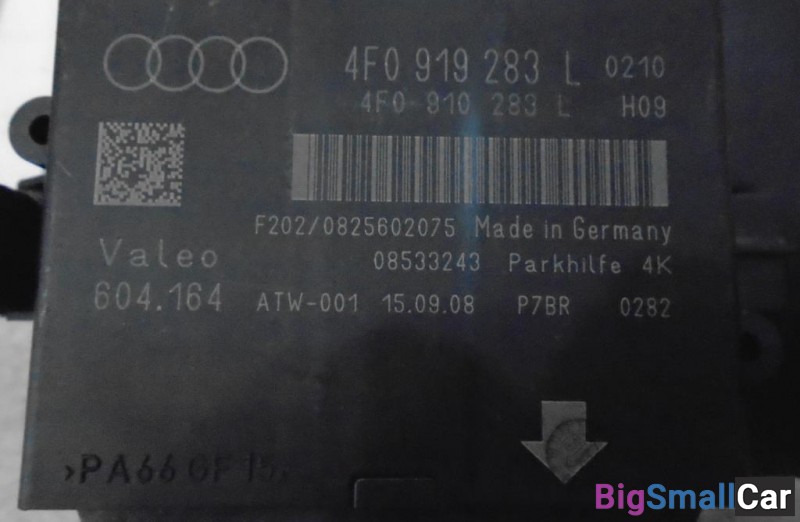 4F0 919 283 L 0210
4F0 910 283 L H09
F202/0825602075 Made in Germany
Valeo 08533243 Parkhilfe 4K
604.164 ATW-001 15.09.08 P7BR 0282
>PA66 GF15<
BigSmallCar